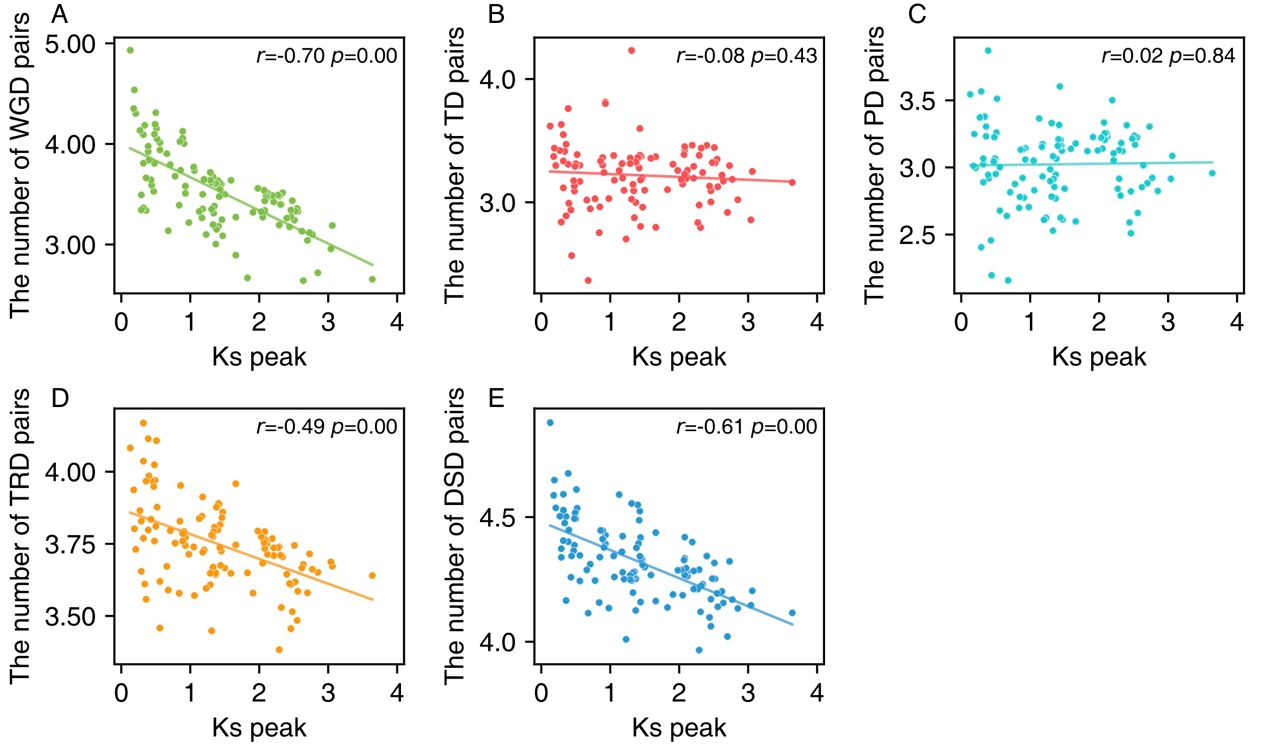 A
The number of WGD pairs
5.00
4.00
3.00
r=-0.70 p=0.00
0 1 2 3 4
Ks peak
B
The number of TD pairs
4.0
3.0
r=-0.08 p=0.43
0 1 2 3 4
Ks peak
C
The number of PD pairs
3.5
3.0
2.5
r=0.02 p=0.84
0 1 2 3 4
Ks peak
D
The number of TRD pairs
4.00
3.75
3.50
r=-0.49 p=0.00
0 1 2 3 4
Ks peak
E
The number of DSD pairs
4.5
4.0
r=-0.61 p=0.00
0 1 2 3 4
Ks peak